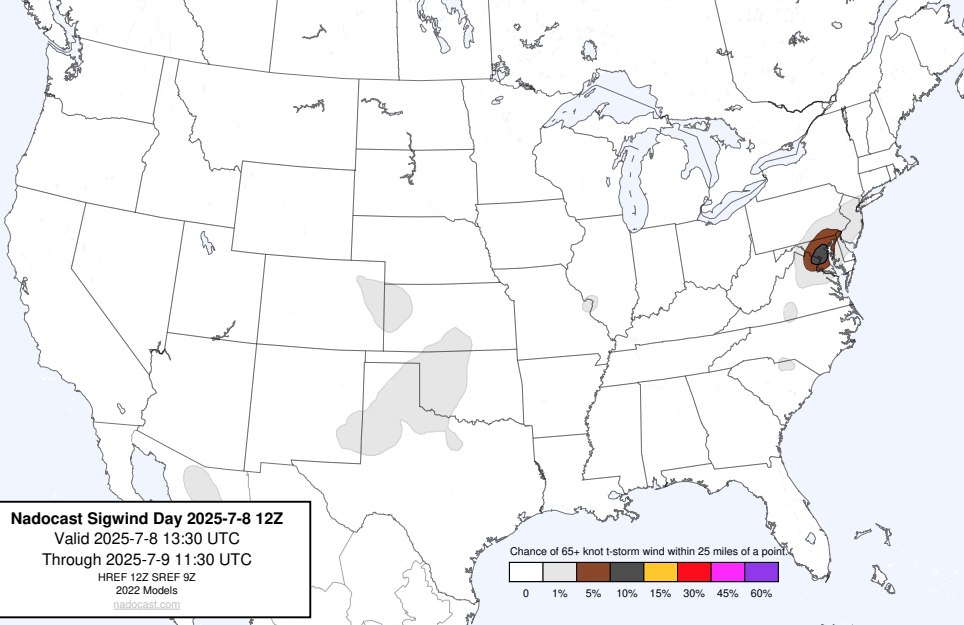 Nadocast Sigwind Day 2025-7-8 12Z
Valid 2025-7-8 13:30 UTC
Through 2025-7-9 11:30 UTC
HREF 12Z SREF 9Z
2022 Models
nadocast.com
Chance of 65+ knot t-storm wind within 25 miles of a point.
0 1% 5% 10% 15% 30% 45% 60%